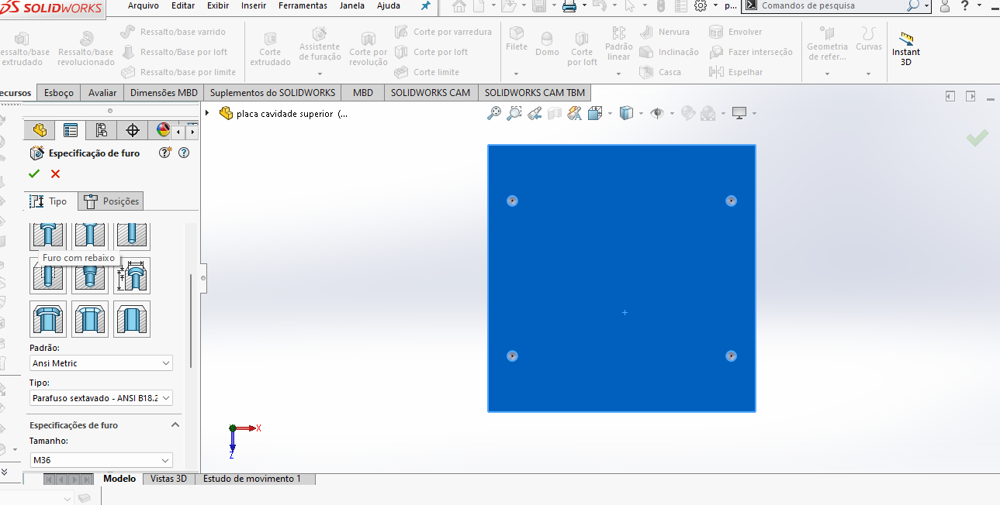 SOLIDWORKS
Arquivo Editar Exibir Inserir Ferramentas Janela Ajuda
p...
Comandos de pesquisa
?
essalto/base extrudado
Ressalto/base revolucionado
Ressalto/base varrido
Ressalto/Base por loft
Ressalto/base por limite
Corte extrudado
Assistente de furação
Corte por revolução
Corte por varredura
Corte por loft
Corte limite
Filete
Domo
Corte por loft
Padrão linear
Nervura
Inclinação
Casca
Envolver
Fazer interseção
Espelhar
Geometria de refer...
Curvas
Instant 3D
ecursos Esboço Avaliar Dimensões MBD Suplementos do SOLIDWORKS MBD SOLIDWORKS CAM SOLIDWORKS CAM TBM
placa cavidade superior (...
Especificação de furo
Tipo Posições
Furo com rebaixo
Padrão:
Ansi Metric
Tipo:
Parafuso sextavado - ANSI B18.2
Especificações de furo
Tamanho:
M36
X
Z
Modelo Vistas 3D Estudo de movimento 1